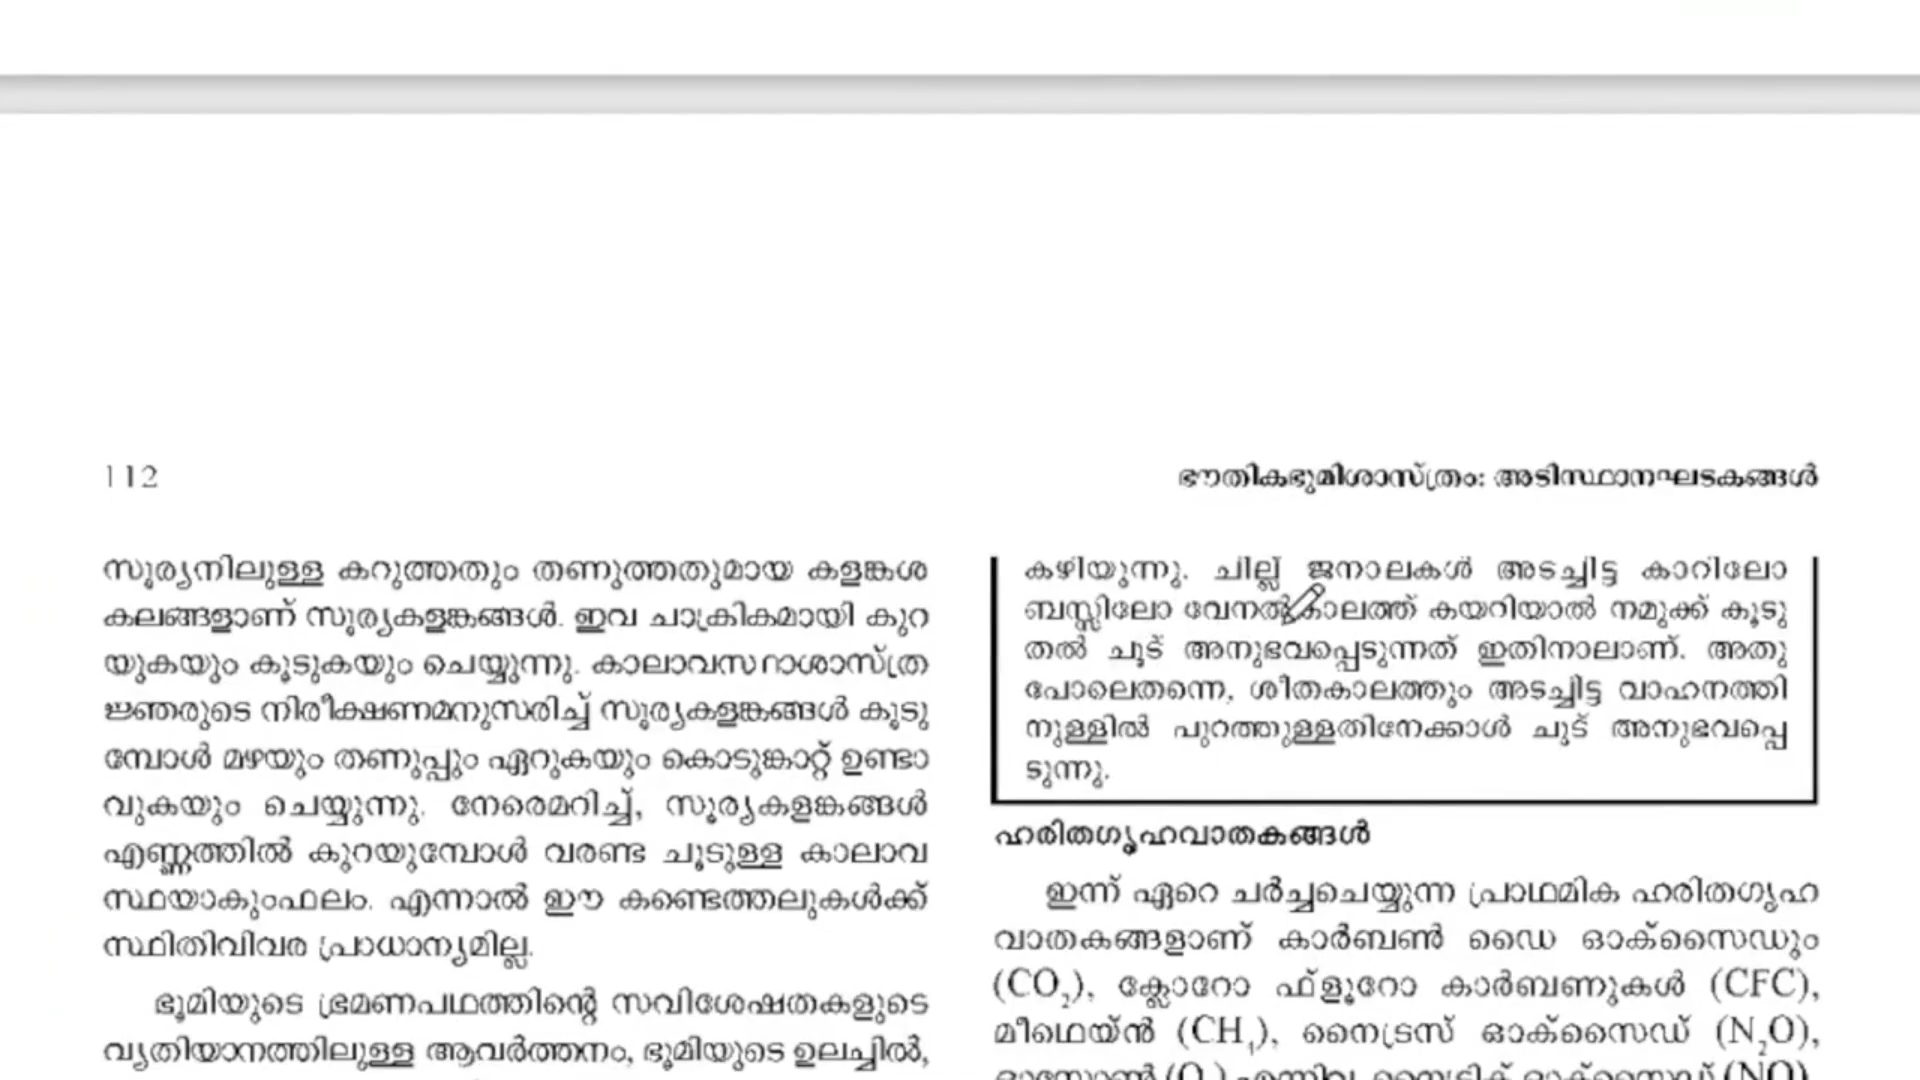 112
ഭൗതികഭൂമിശാസ്ത്രം: അടിസ്ഥാനഘടകങ്ങൾ
സൂര്യനിലുള്ള കറുത്തതും തണുത്തതുമായ കളങ്കശ
കലങ്ങളാണ് സൂര്യകളങ്കങ്ങൾ. ഇവ ചാക്രികമായി കുറ
യുകയും കൂടുകയും ചെയ്യുന്നു. കാലാവസ്ഥാശാസ്ത്ര
ജ്ഞരുടെ നിരീക്ഷണമനുസരിച്ച് സൂര്യകളങ്കങ്ങൾ കൂടു
മ്പോൾ മഴയും തണുപ്പും ഏറുകയും കൊടുങ്കാറ്റ് ഉണ്ടാ
വുകയും ചെയ്യുന്നു. നേരെമറിച്ച്, സൂര്യകളങ്കങ്ങൾ
എണ്ണത്തിൽ കുറയുമ്പോൾ വരണ്ട ചൂടുള്ള കാലാവ
സ്ഥയാകുംഫലം. എന്നാൽ ഈ കണ്ടെത്തലുകൾക്ക്
സ്ഥിതിവിവര പ്രാധാന്യമില്ല.
ഭൂമിയുടെ ഭ്രമണപഥത്തിന്റെ സവിശേഷതകളുടെ
വ്യതിയാനത്തിലുള്ള ആവർത്തനം, ഭൂമിയുടെ ഉലച്ചിൽ,
കഴിയുന്നു. ചില്ല് ജനാലകൾ അടച്ചിട്ട കാറിലോ
ബസ്സിലോ വേനൽക്കാലത്ത് കയറിയാൽ നമുക്ക് കൂടു
തൽ ചൂട് അനുഭവപ്പെടുന്നത് ഇതിനാലാണ്. അതു
പോലെതന്നെ, ശീതകാലത്തും അടച്ചിട്ട വാഹനത്തി
നുള്ളിൽ പുറത്തുള്ളതിനേക്കാൾ ചൂട് അനുഭവപ്പെ
ടുന്നു.
ഹരിതഗൃഹവാതകങ്ങൾ
ഇന്ന് ഏറെ ചർച്ചചെയ്യുന്ന പ്രാഥമിക ഹരിതഗൃഹ
വാതകങ്ങളാണ് കാർബൺ ഡൈ ഓക്സൈഡും
(CO₂), ക്ലോറോ ഫ്ളൂറോ കാർബണുകൾ (CFC),
മീഥെയ്ൻ (CH₄), നൈട്രസ് ഓക്സൈഡ് (N₂O),